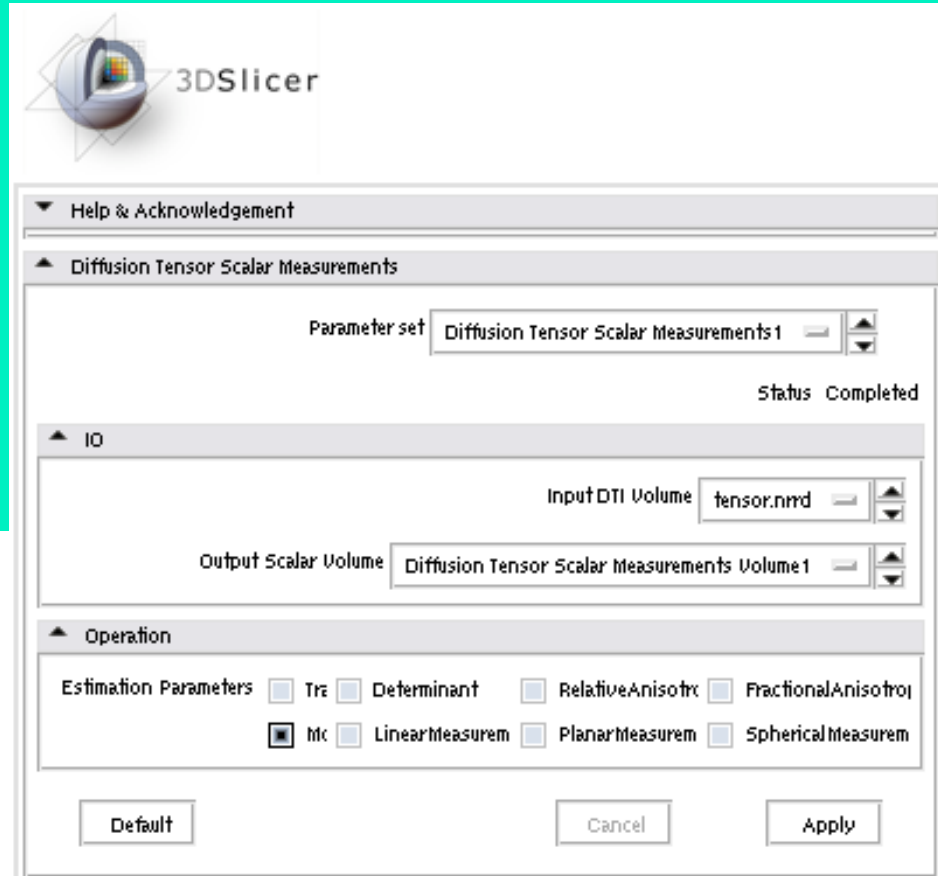 3DSlicer
Help & Acknowledgement
Diffusion Tensor Scalar Measurements
Parameter set Diffusion Tensor Scalar Measurements1
Status Completed
IO
Input DTI Volume tensor.nrrd
Output Scalar Volume Diffusion Tensor Scalar Measurements Volume1
Operation
Estimation Parameters Tra Determinant RelativeAnisotro FractionalAnisotrop
Mo LinearMeasurem PlanarMeasurem SphericalMeasurem
Default Cancel Apply